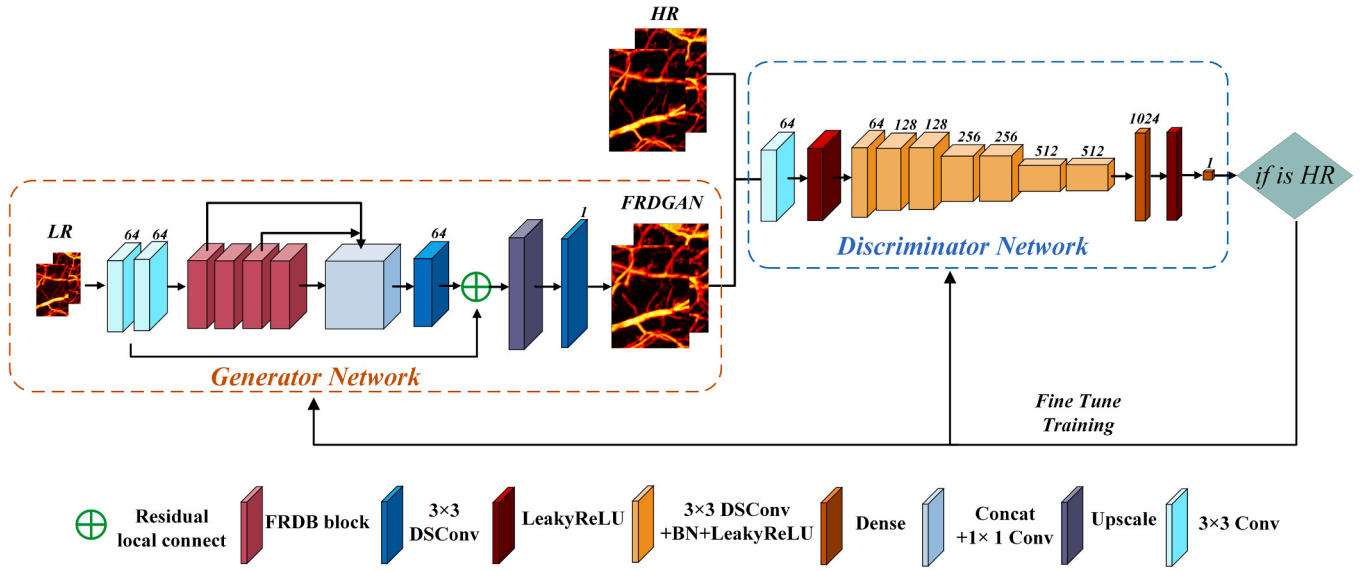 HR
64
64 128 128
256 256
512 512
1024
1
if is HR
Discriminator Network
LR
64 64
64
1
FRDGAN
Generator Network
Fine Tune
Training
Residual
local connect
FRDB block
3×3
DSConv
LeakyReLU
3×3 DSConv
+BN+LeakyReLU
Dense
Concat
+1× 1 Conv
Upscale
3×3 Conv